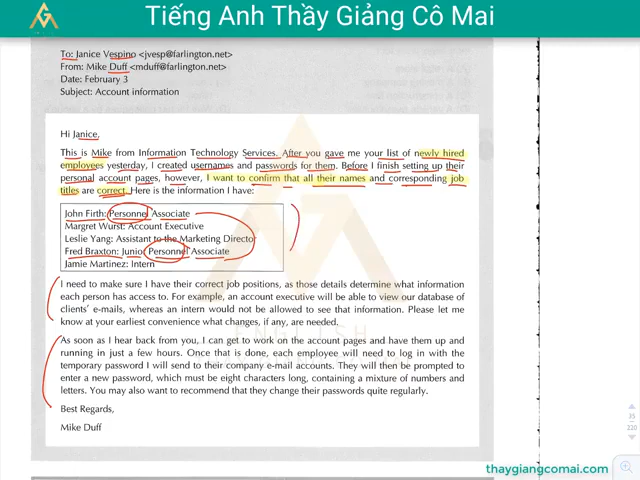 Tiếng Anh Thầy Giảng Cô Mai
To: Janice Vespino <jvesp@farlington.net>
From: Mike Duff <mduff@farlington.net>
Date: February 3
Subject: Account information
Hi Janice,
This is Mike from Information Technology Services. After you gave me your list of newly hired
employees yesterday, I created usernames and passwords for them. Before I finish setting up their
personal account pages, however, I want to confirm that all their names and corresponding job
titles are correct. Here is the information I have:
John Firth: Personnel Associate
Margret Wurst: Account Executive
Leslie Yang: Assistant to the Marketing Director
Fred Braxton: Junior Personnel Associate
Jamie Martinez: Intern
I need to make sure I have their correct job positions, as those details determine what information
each person has access to. For example, an account executive will be able to view our database of
clients' e-mails, whereas an intern would not be allowed to see that information. Please let me
know at your earliest convenience what changes, if any, are needed.
As soon as I hear back from you, I can get to work on the account pages and have them up and
running in just a few hours. Once that is done, each employee will need to log in with the
temporary password I will send to their company e-mail accounts. They will then be prompted to
enter a new password, which must be eight characters long, containing a mixture of numbers and
letters. You may also want to recommend that they change their passwords quite regularly.
Best Regards,
Mike Duff
35
220
thaygiangcomai.com